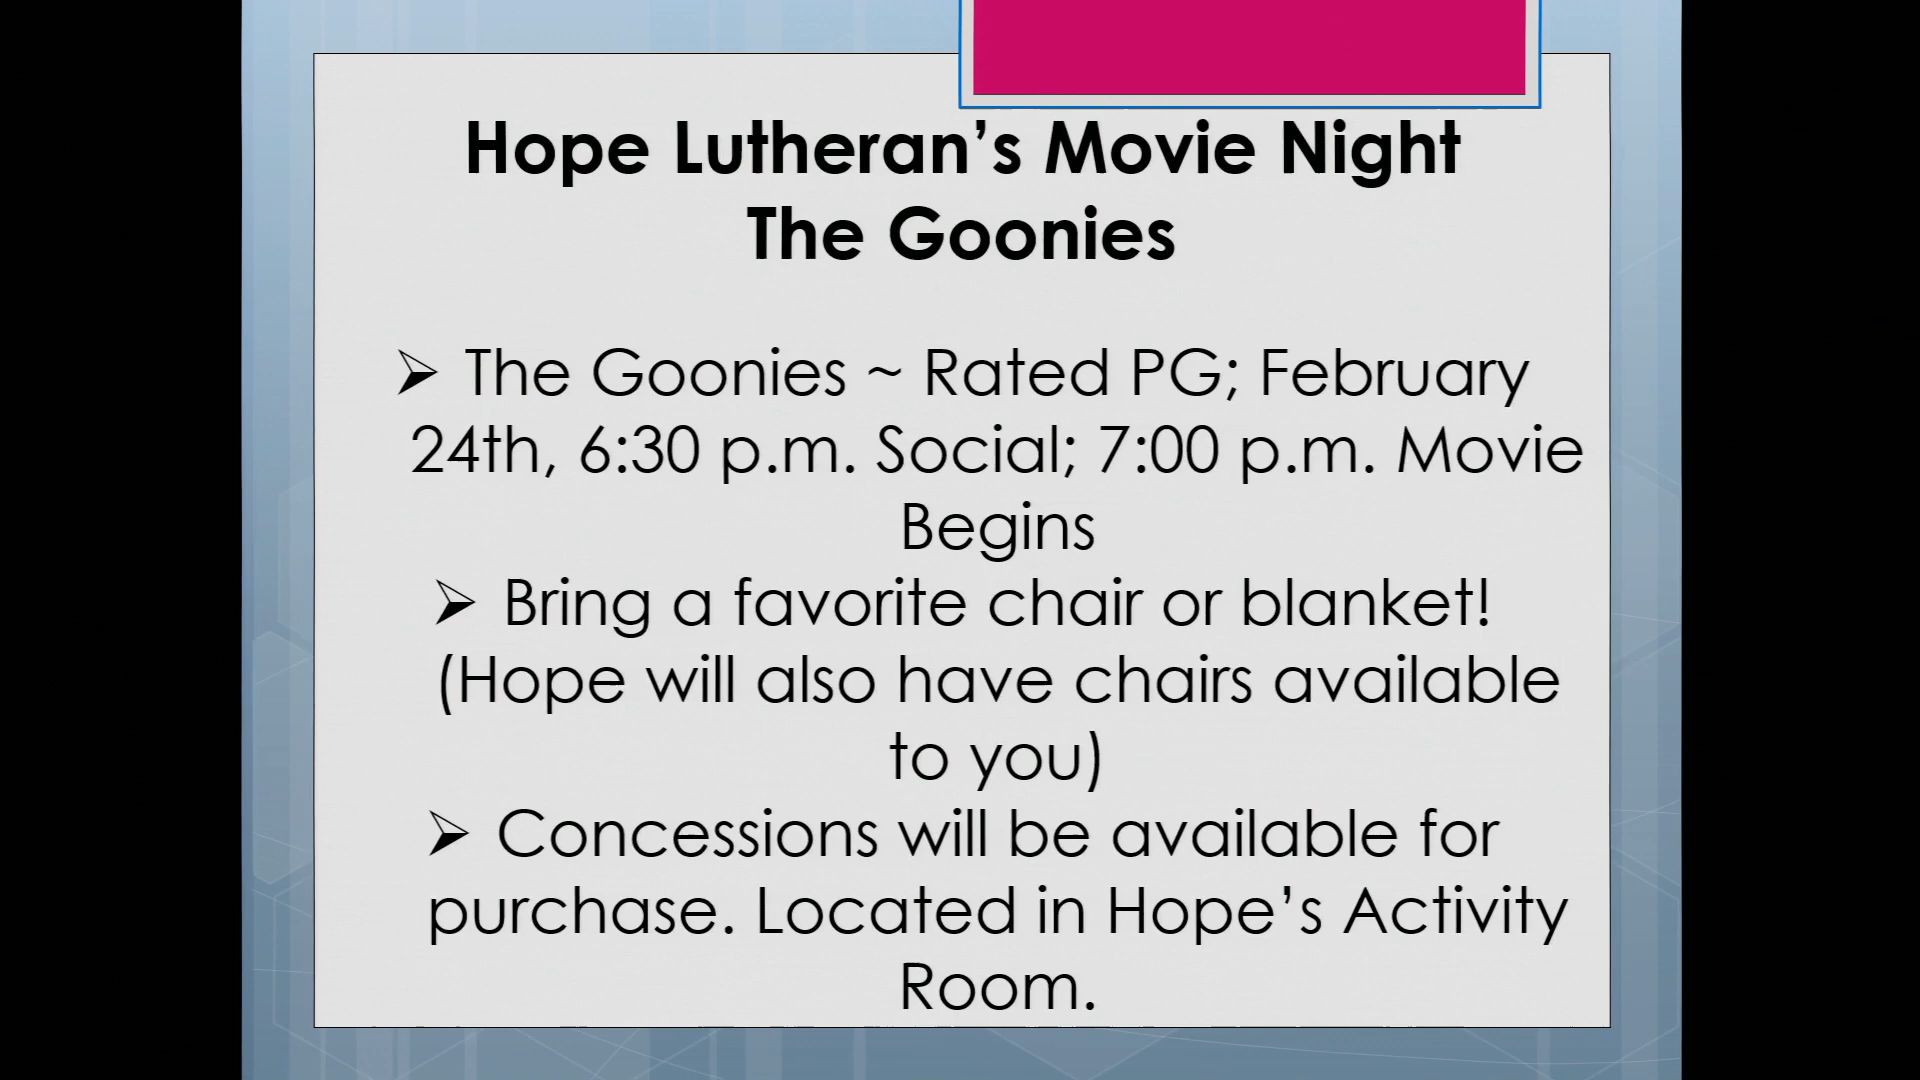 Hope Lutheran’s Movie Night
The Goonies
➢ The Goonies ~ Rated PG; February
24th, 6:30 p.m. Social; 7:00 p.m. Movie
Begins
➢ Bring a favorite chair or blanket!
(Hope will also have chairs available
to you)
➢ Concessions will be available for
purchase. Located in Hope’s Activity
Room.